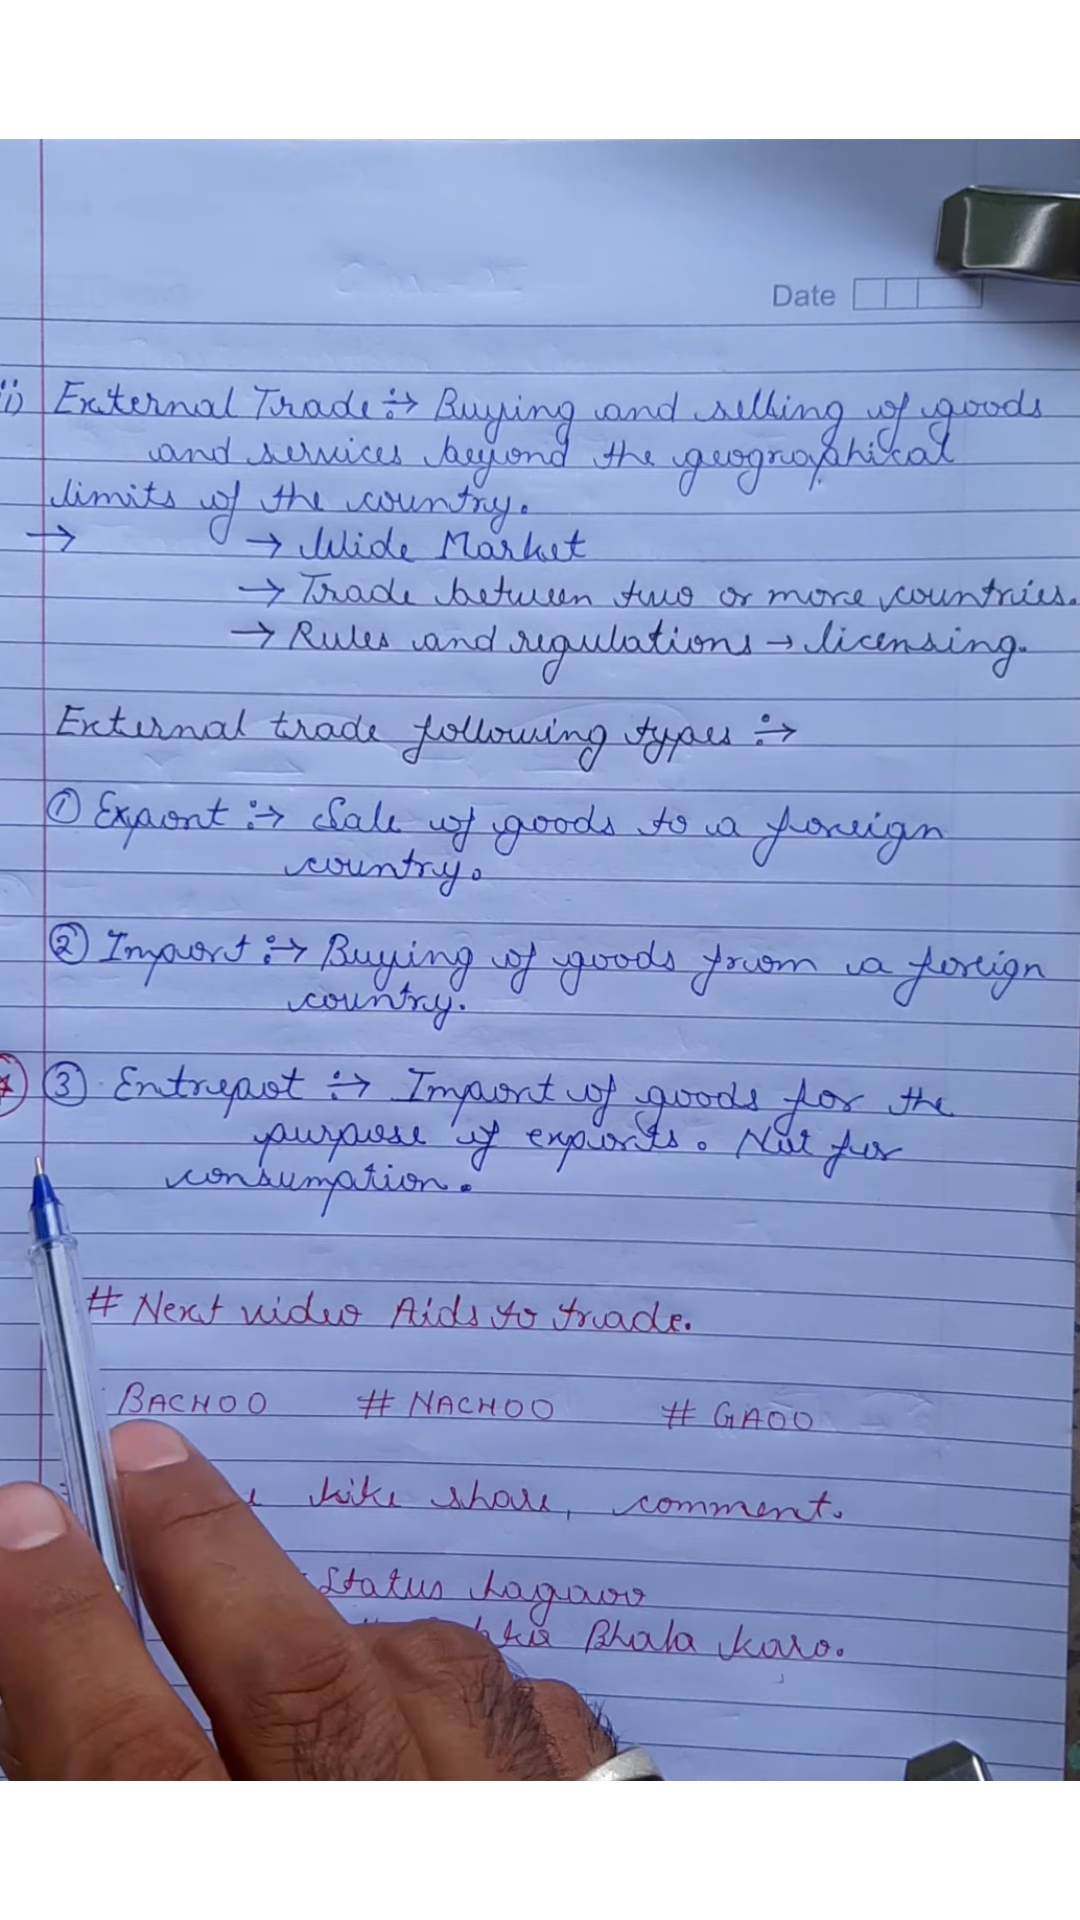 Date
ii) External Trade :→ Buying and selling of goods
and services beyond the geographical
limits of the country.
→ → Wide Market
→ Trade between two or more countries.
→ Rules and regulations → licensing.
External trade following types :→
① Export :→ Sale of goods to a foreign
country.
② Import :→ Buying of goods from a foreign
country.
③ Entrepot :→ Import of goods for the
purpose of exports. Not for
consumption.
# Next video Aids to trade.
BACHOO # NACHOO # GAOO
Like share, comment.
Status Lagaoo
Bhala karo.